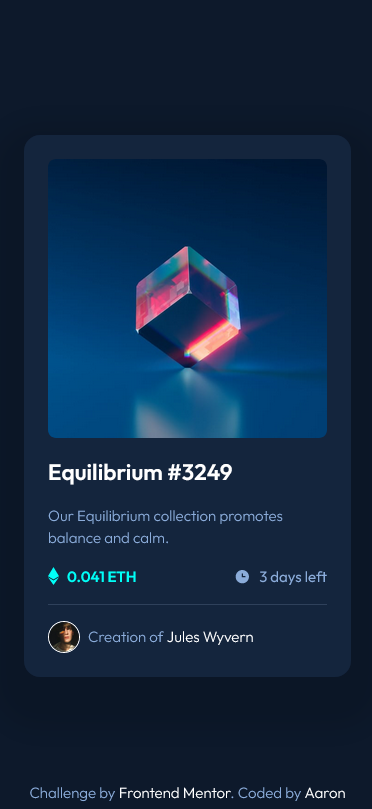 Equilibrium #3249
Our Equilibrium collection promotes
balance and calm.
0.041 ETH
3 days left
Creation of Jules Wyvern
Challenge by Frontend Mentor. Coded by Aaron